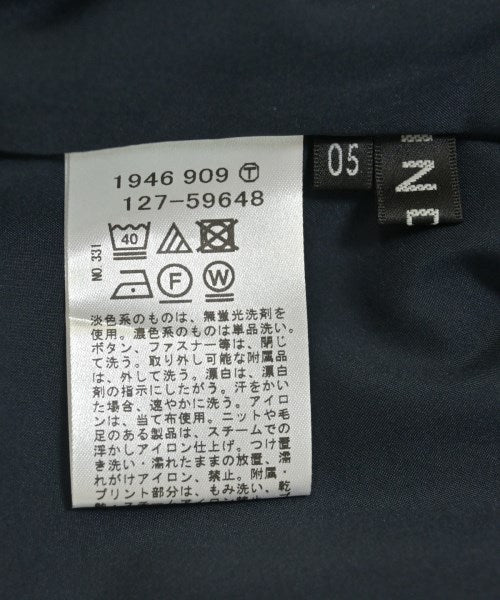 1946 909 Ⓣ
127-59648
40
F W
NO.331
淡色系のものは、無蛍光洗剤を
使用。濃色系のものは単品洗い。
ボタン、ファスナー等は、閉じ
て洗う。取り外し可能な附属品
は、外して洗う。漂白は、漂白
剤の指示にしたがう。汗をかい
た場合、速やかに洗う。アイロ
ンは、当て布使用。ニットや毛
足のある製品は、スチームでの
浮かしアイロン仕上げ。つけ置
き洗い・濡れたままの放置、濡
れがけアイロン、禁止。附属・
プリント部分は、もみ洗い、乾
05
INE